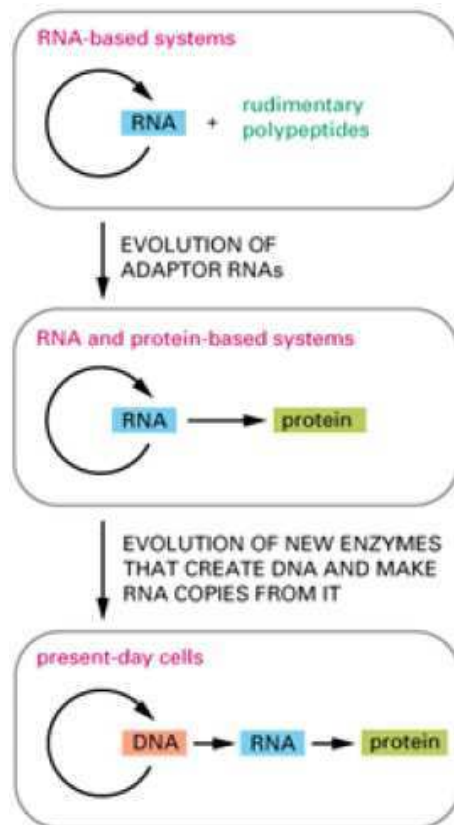 RNA-based systems
RNA + rudimentary
polypeptides
EVOLUTION OF
ADAPTOR RNAs
RNA and protein-based systems
RNA protein
EVOLUTION OF NEW ENZYMES
THAT CREATE DNA AND MAKE
RNA COPIES FROM IT
present-day cells
DNA RNA protein